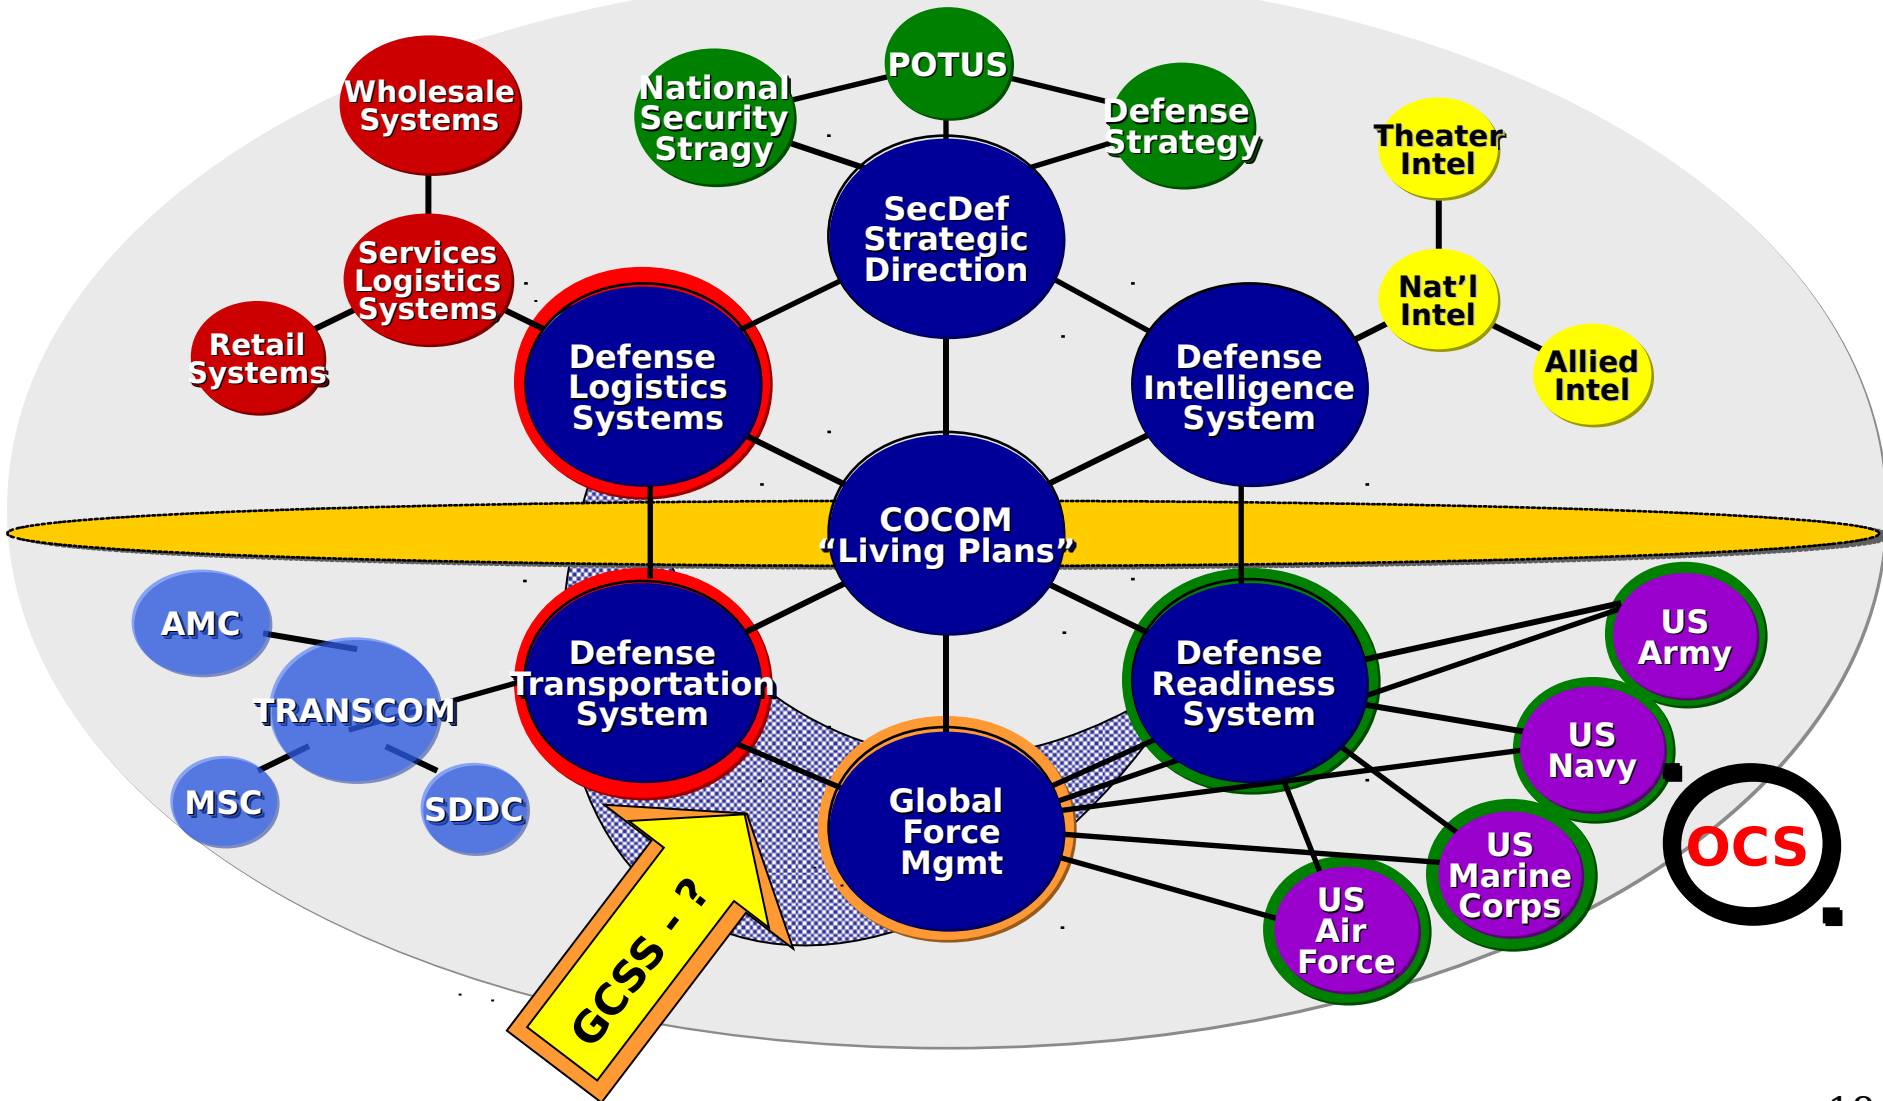 POTUS
National
Security
Stragy
Defense
Strategy
Wholesale
Systems
Theater
Intel
SecDef
Strategic
Direction
Services
Logistics
Systems
Nat’l
Intel
Retail
Systems
Defense
Logistics
Systems
Defense
Intelligence
System
Allied
Intel
COCOM
“Living Plans”
AMC
TRANSCOM
MSC
SDDC
Defense
Transportation
System
Defense
Readiness
System
US
Army
US
Navy
Global
Force
Mgmt
US
Marine
Corps
OCS
US
Air
Force
GCSS - ?